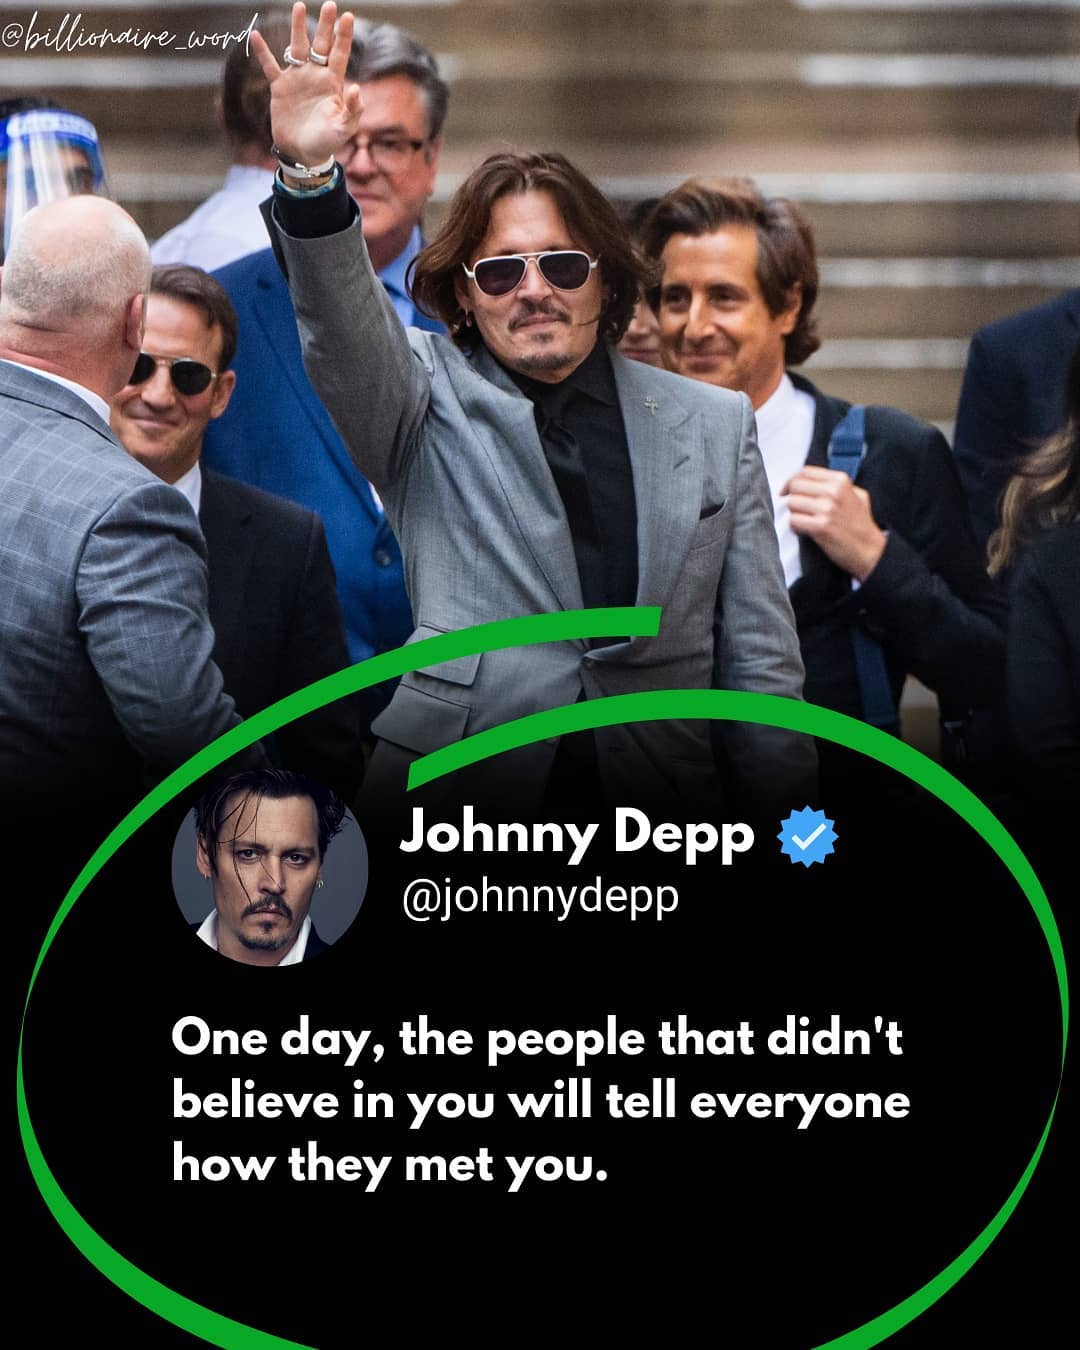 @billionaire_word
Johnny Depp
@johnnydepp
One day, the people that didn't
believe in you will tell everyone
how they met you.